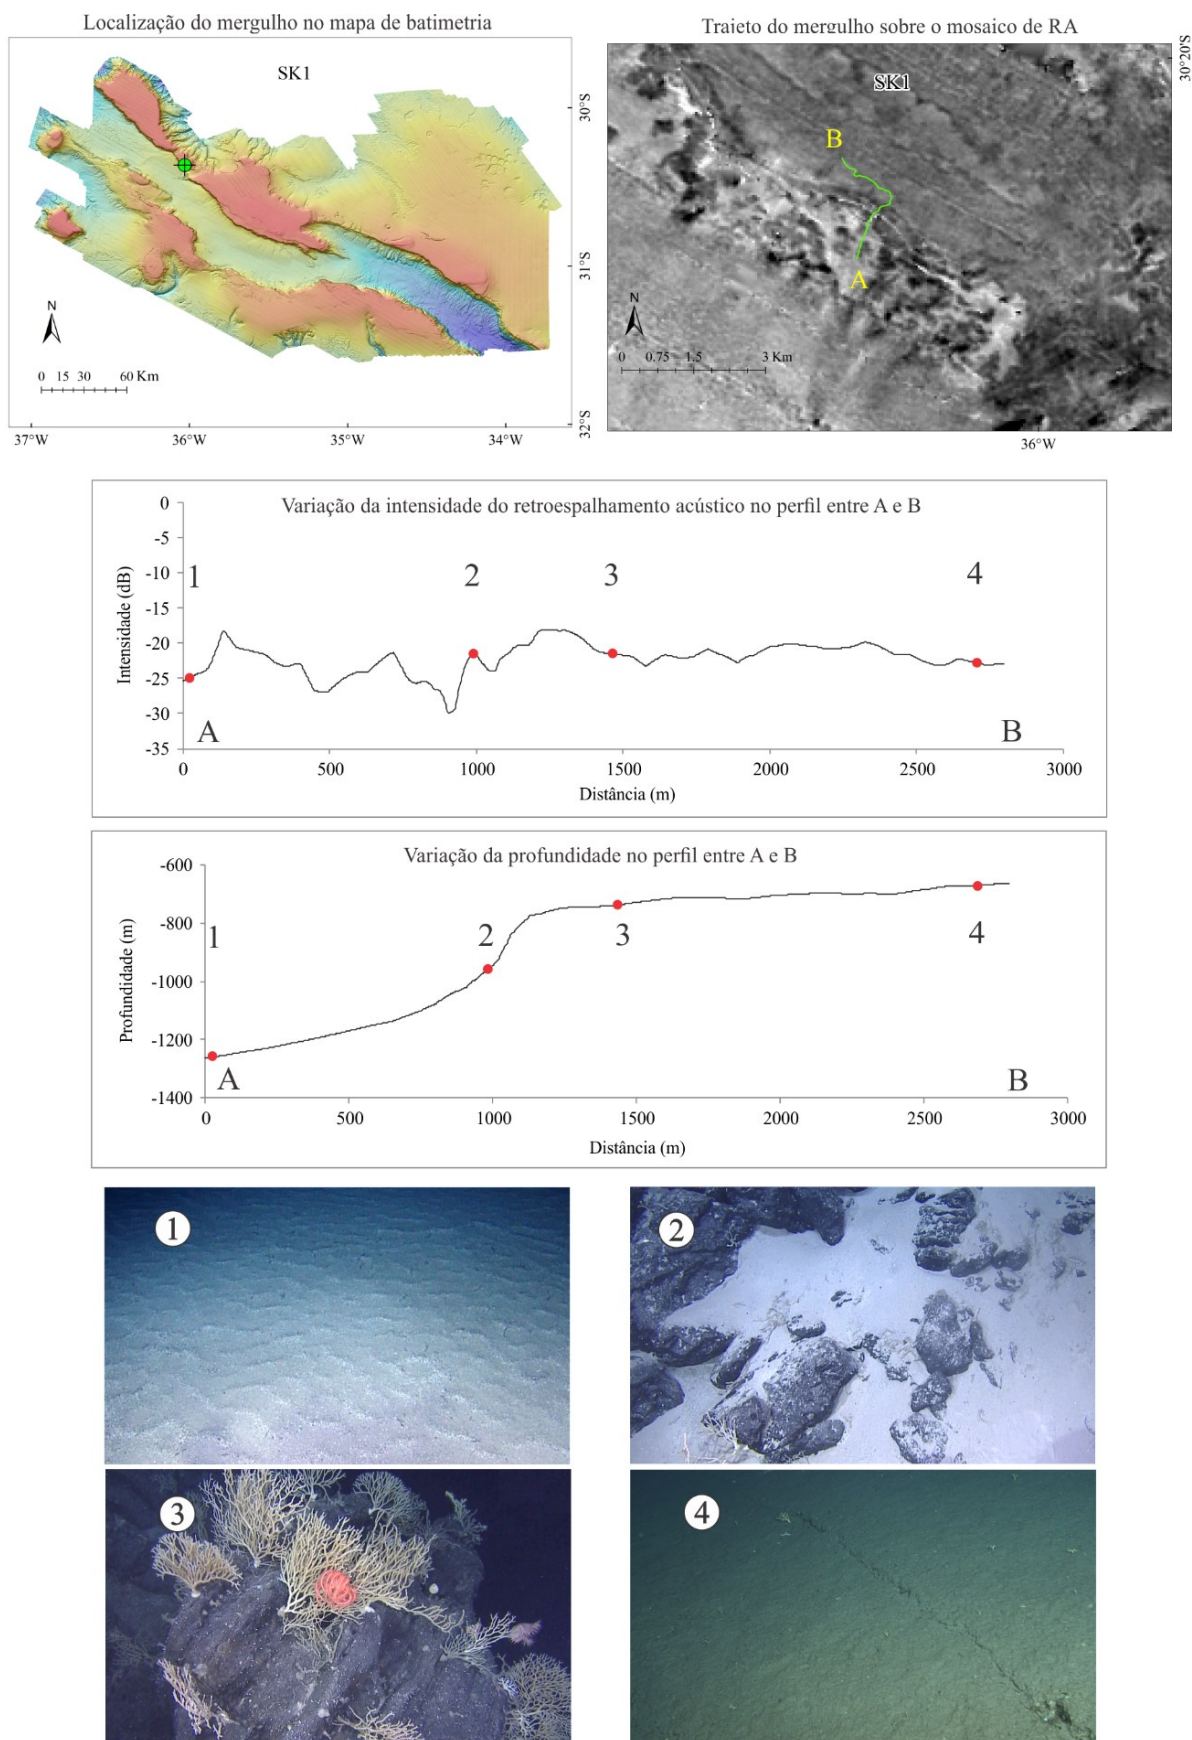 Localização do mergulho no mapa de batimetria
SK1
30°S
31°S
32°S
N
0 15 30 60 Km
37°W 36°W 35°W 34°W
Trajeto do mergulho sobre o mosaico de RA
30°20'S
SK1
B
A
N
0 0.75 1.5 3 Km
36°W
Variação da intensidade do retroespalhamento acústico no perfil entre A e B
Intensidade (dB)
0
-5
-10
-15
-20
-25
-30
-35
1 2 3 4
A B
0 500 1000 1500 2000 2500 3000
Distância (m)
Variação da profundidade no perfil entre A e B
Profundidade (m)
-600
-800
-1000
-1200
-1400
1 2 3 4
A B
0 500 1000 1500 2000 2500 3000
Distância (m)
1
2
3
4